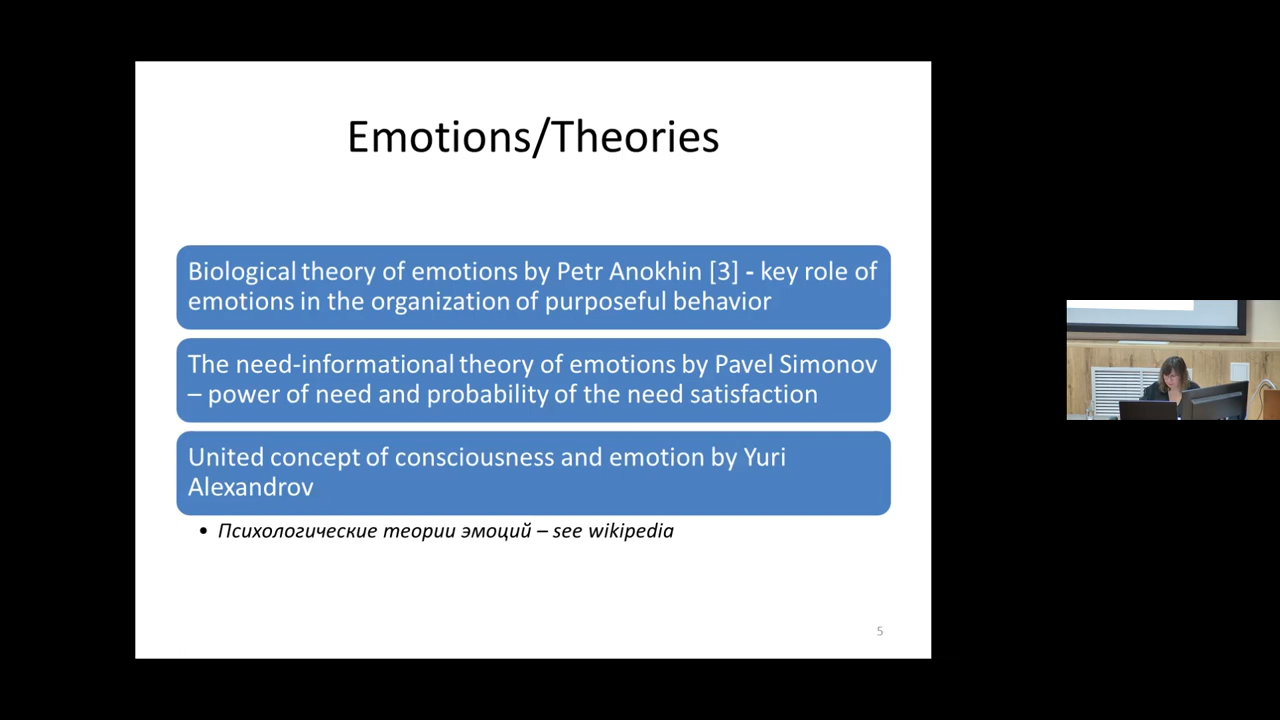 Emotions/Theories
Biological theory of emotions by Petr Anokhin [3] - key role of
emotions in the organization of purposeful behavior
The need-informational theory of emotions by Pavel Simonov
– power of need and probability of the need satisfaction
United concept of consciousness and emotion by Yuri
Alexandrov
• Психологические теории эмоций – see wikipedia
5